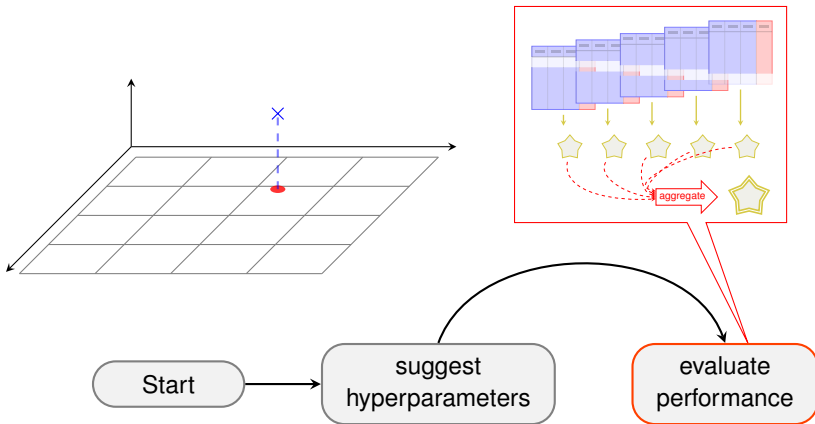 aggregate
Start
suggest
hyperparameters
evaluate
performance